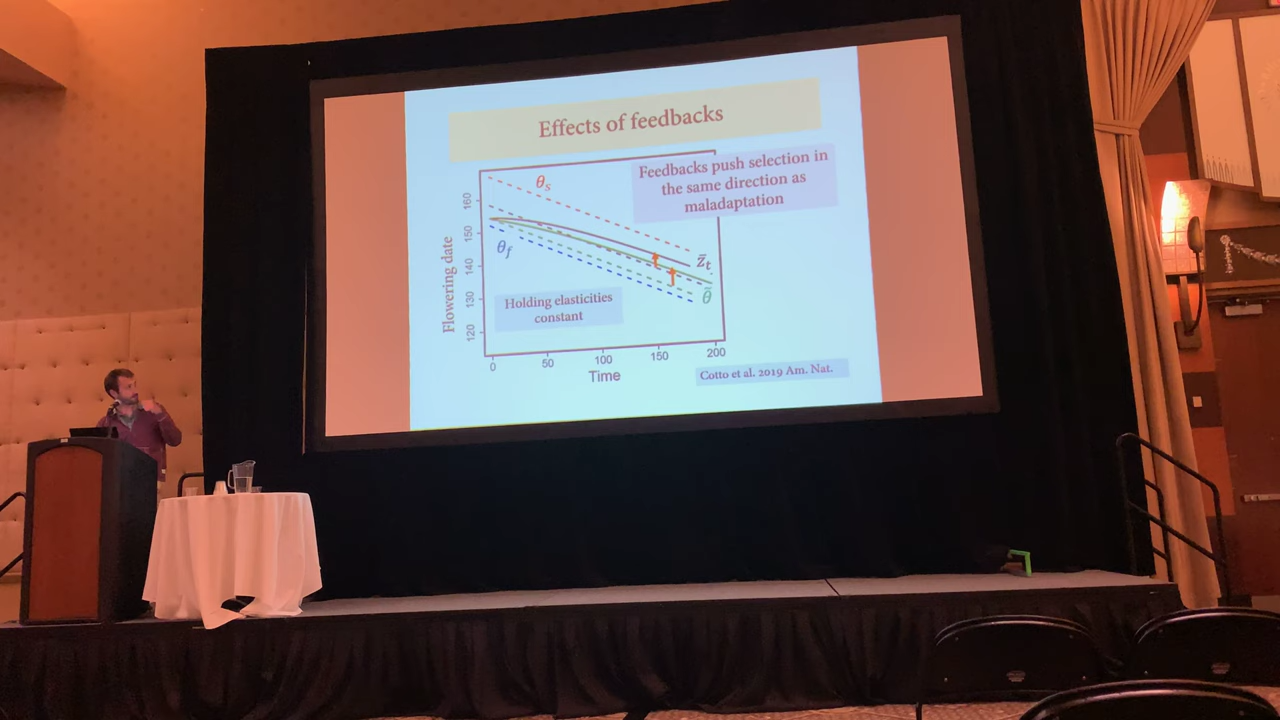 Effects of feedbacks
Feedbacks push selection in
the same direction as
maladaptation
θs
θf
z̄t
θ̄
Holding elasticities
constant
Flowering date
160
150
140
130
120
0 50 100 150 200
Time
Cotto et al. 2019 Am. Nat.